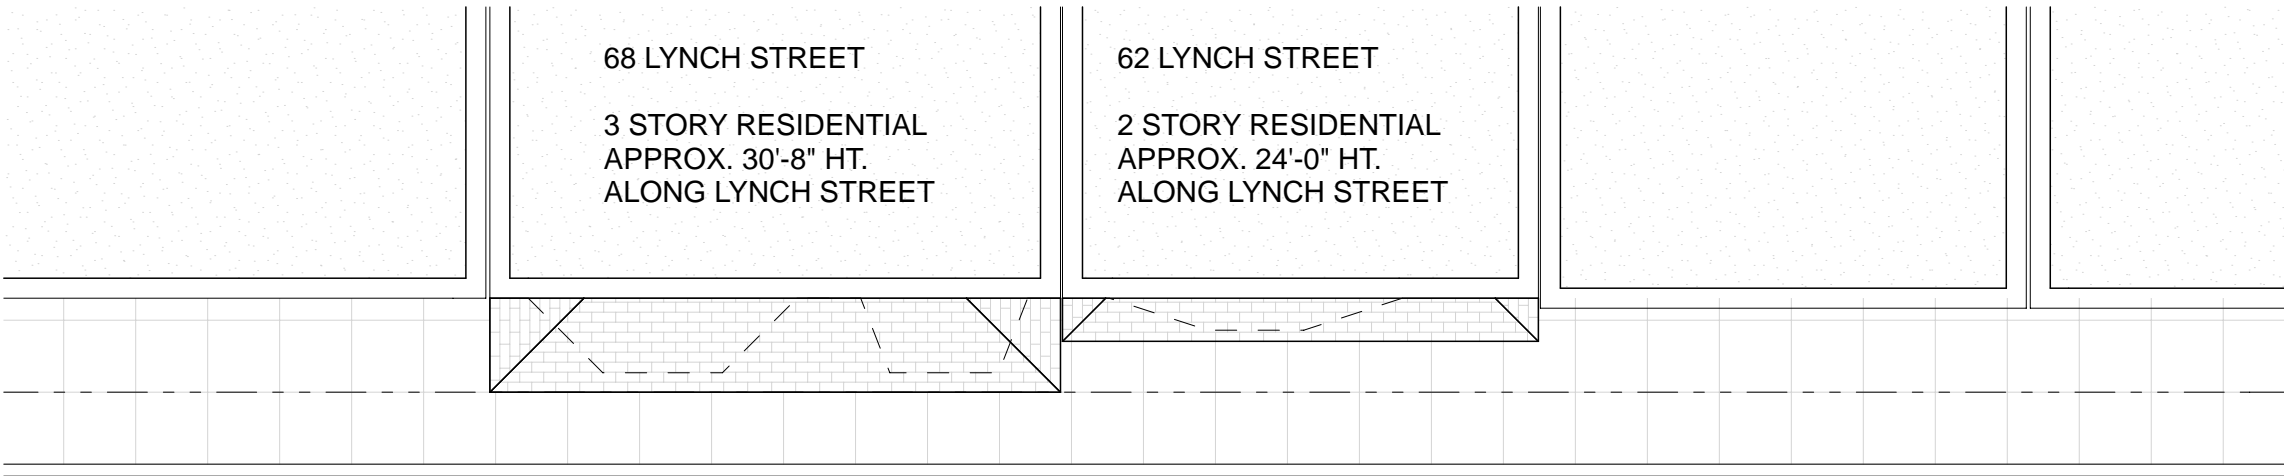 68 LYNCH STREET
3 STORY RESIDENTIAL
APPROX. 30'-8" HT.
ALONG LYNCH STREET
62 LYNCH STREET
2 STORY RESIDENTIAL
APPROX. 24'-0" HT.
ALONG LYNCH STREET